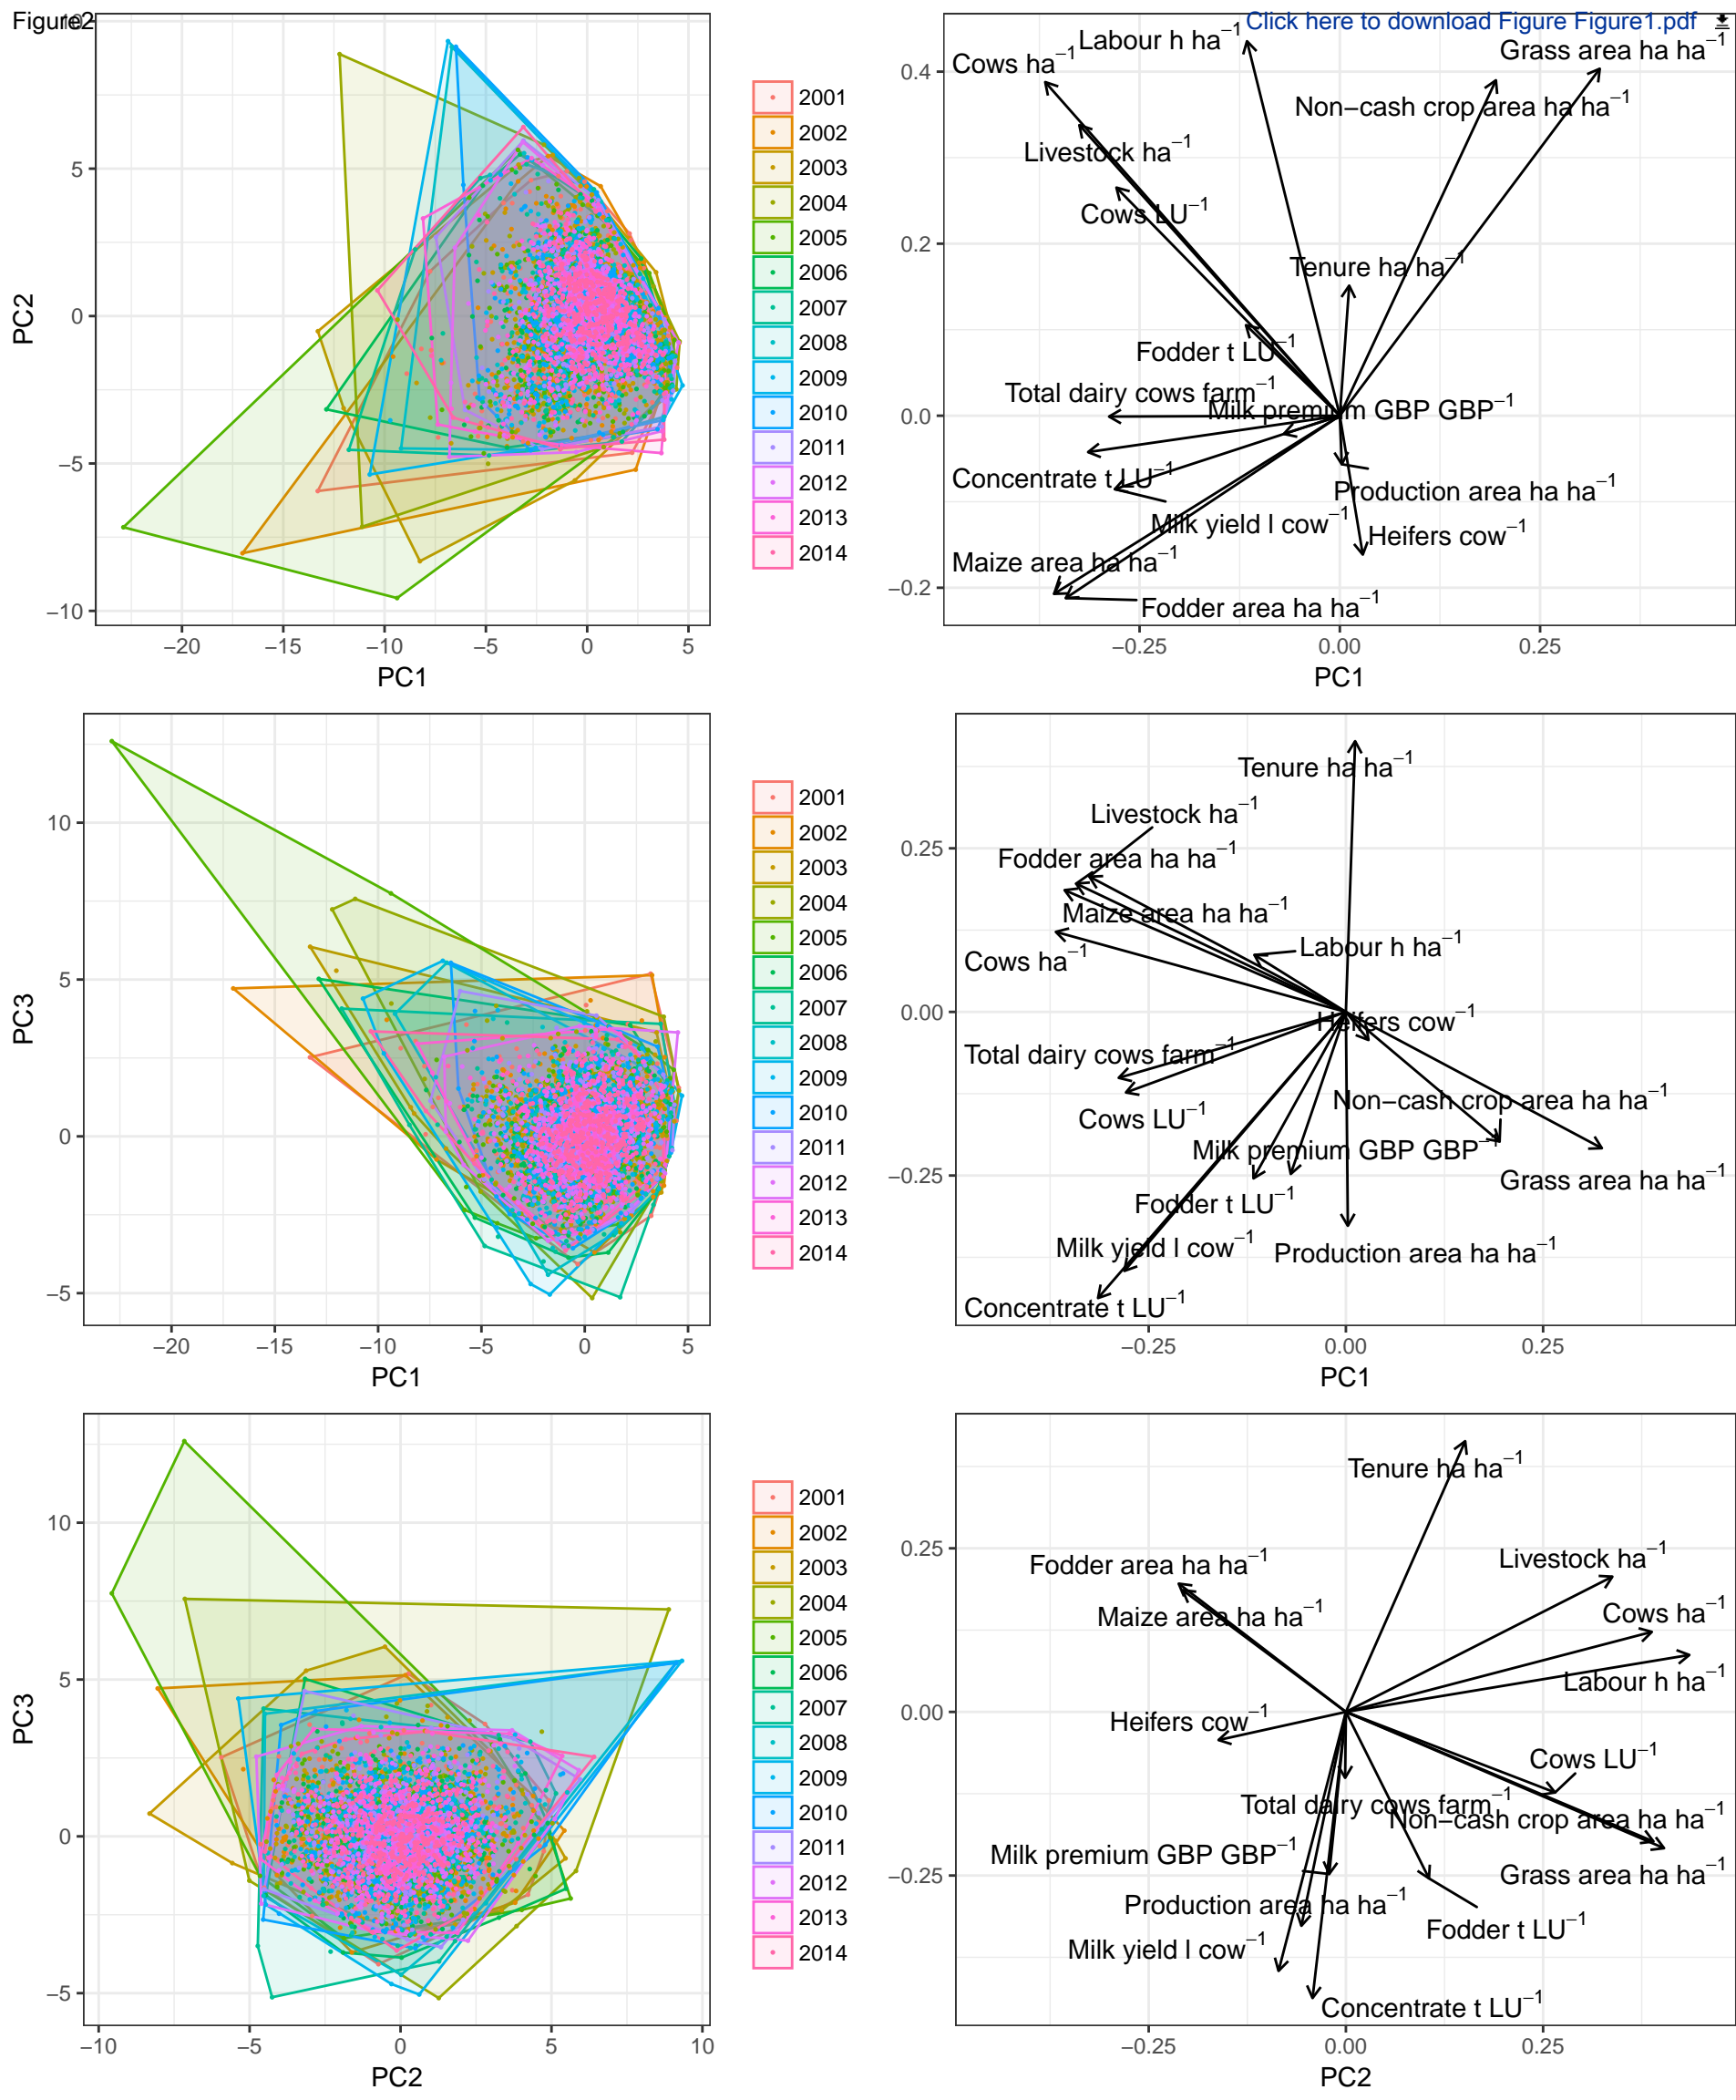 Figure2
Click here to download Figure Figure1.pdf
10
5
0
−5
−10
PC2
−20
−15
−10
−5
0
5
PC1
2001
2002
2003
2004
2005
2006
2007
2008
2009
2010
2011
2012
2013
2014
Labour h ha⁻¹
Grass area ha ha⁻¹
Cows ha⁻¹
Non−cash crop area ha ha⁻¹
Livestock ha⁻¹
Cows LU⁻¹
Tenure ha ha⁻¹
Fodder t LU⁻¹
Total dairy cows farm⁻¹
Milk premium GBP GBP⁻¹
Concentrate t LU⁻¹
Production area ha ha⁻¹
Milk yield l cow⁻¹
Heifers cow⁻¹
Maize area ha ha⁻¹
Fodder area ha ha⁻¹
0.4
0.2
0.0
−0.2
−0.25
0.00
0.25
PC1
10
5
0
−5
PC3
−20
−15
−10
−5
0
5
PC1
2001
2002
2003
2004
2005
2006
2007
2008
2009
2010
2011
2012
2013
2014
Tenure ha ha⁻¹
Livestock ha⁻¹
Fodder area ha ha⁻¹
Maize area ha ha⁻¹
Labour h ha⁻¹
Cows ha⁻¹
Heifers cow⁻¹
Total dairy cows farm⁻¹
Non−cash crop area ha ha⁻¹
Cows LU⁻¹
Milk premium GBP GBP⁻¹
Grass area ha ha⁻¹
Fodder t LU⁻¹
Milk yield l cow⁻¹
Production area ha ha⁻¹
Concentrate t LU⁻¹
0.25
0.00
−0.25
−0.25
0.00
0.25
PC1
10
5
0
−5
PC3
−10
−5
0
5
10
PC2
2001
2002
2003
2004
2005
2006
2007
2008
2009
2010
2011
2012
2013
2014
Tenure ha ha⁻¹
Livestock ha⁻¹
Fodder area ha ha⁻¹
Cows ha⁻¹
Maize area ha ha⁻¹
Labour h ha⁻¹
Heifers cow⁻¹
Cows LU⁻¹
Total dairy cows farm⁻¹
Non−cash crop area ha ha⁻¹
Milk premium GBP GBP⁻¹
Grass area ha ha⁻¹
Production area ha ha⁻¹
Fodder t LU⁻¹
Milk yield l cow⁻¹
Concentrate t LU⁻¹
0.25
0.00
−0.25
−0.25
0.00
0.25
PC2